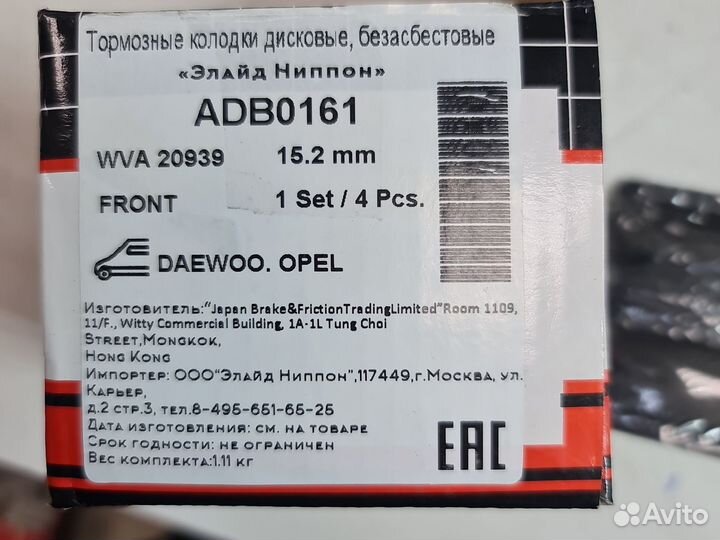 Тормозные колодки дисковые, безасбестовые
«Элайд Ниппон»
ADB0161
WVA 20939 15.2 mm
FRONT 1 Set / 4 Pcs.
DAEWOO. OPEL
Изготовитель:"Japan Brake&FrictionTradingLimited"Room 1109,
11/F., Witty Commercial Building, 1A-1L Tung Choi
Street,Mongkok,
Hong Kong
Импортер: ООО"Элайд Ниппон",117449,г.Москва, ул.
Карьер,
д.2 стр.3, тел.8-495-651-65-25
Дата изготовления: см. на товаре
Срок годности: не ограничен
Вес комплекта:1.11 кг
EAC
Avito